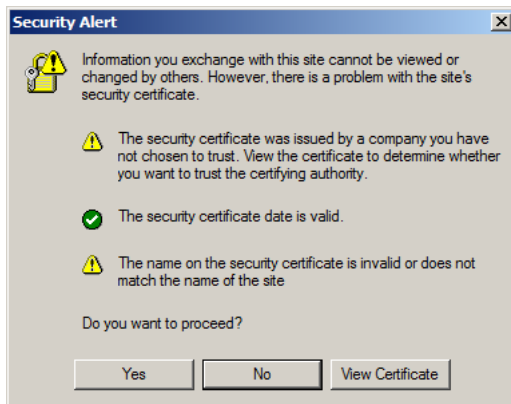 Security Alert
Information you exchange with this site cannot be viewed or
changed by others. However, there is a problem with the site's
security certificate.
The security certificate was issued by a company you have
not chosen to trust. View the certificate to determine whether
you want to trust the certifying authority.
The security certificate date is valid.
The name on the security certificate is invalid or does not
match the name of the site
Do you want to proceed?
Yes No View Certificate